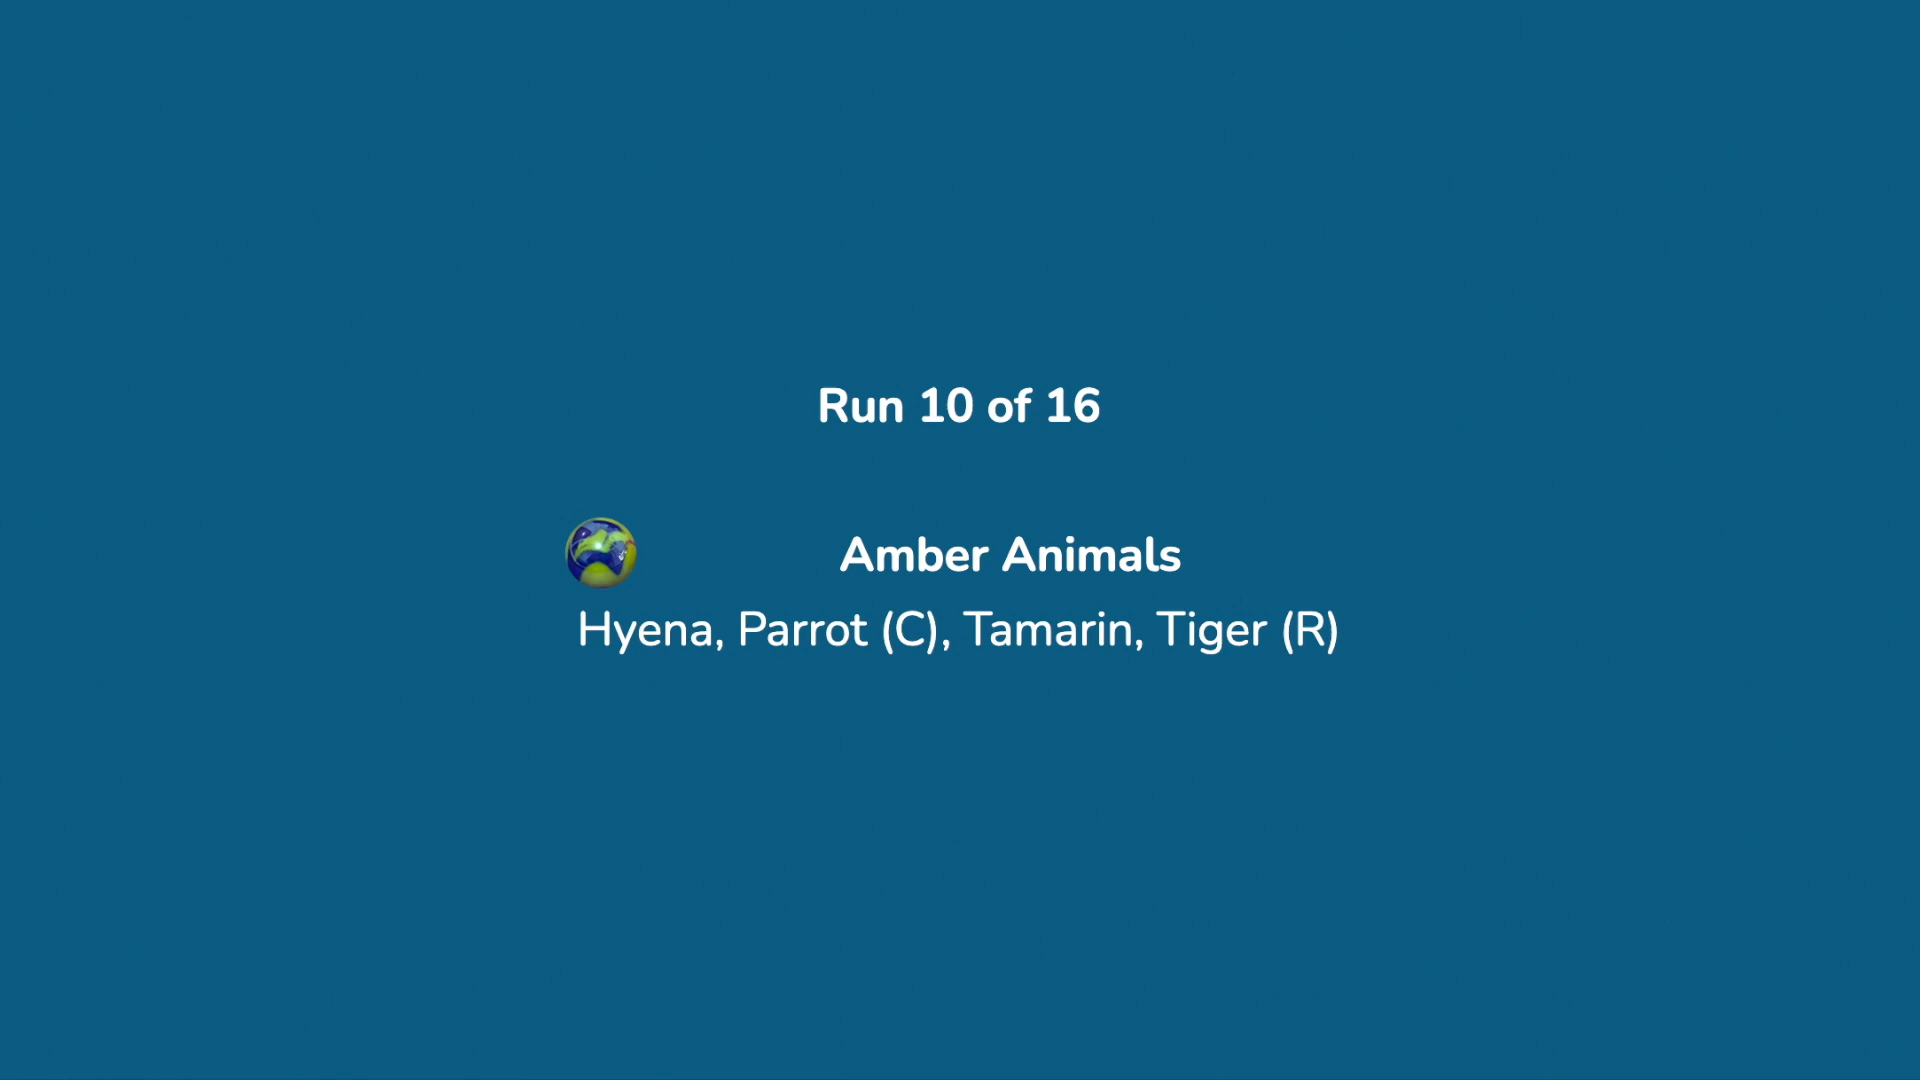 Run 10 of 16
Amber Animals
Hyena, Parrot (C), Tamarin, Tiger (R)